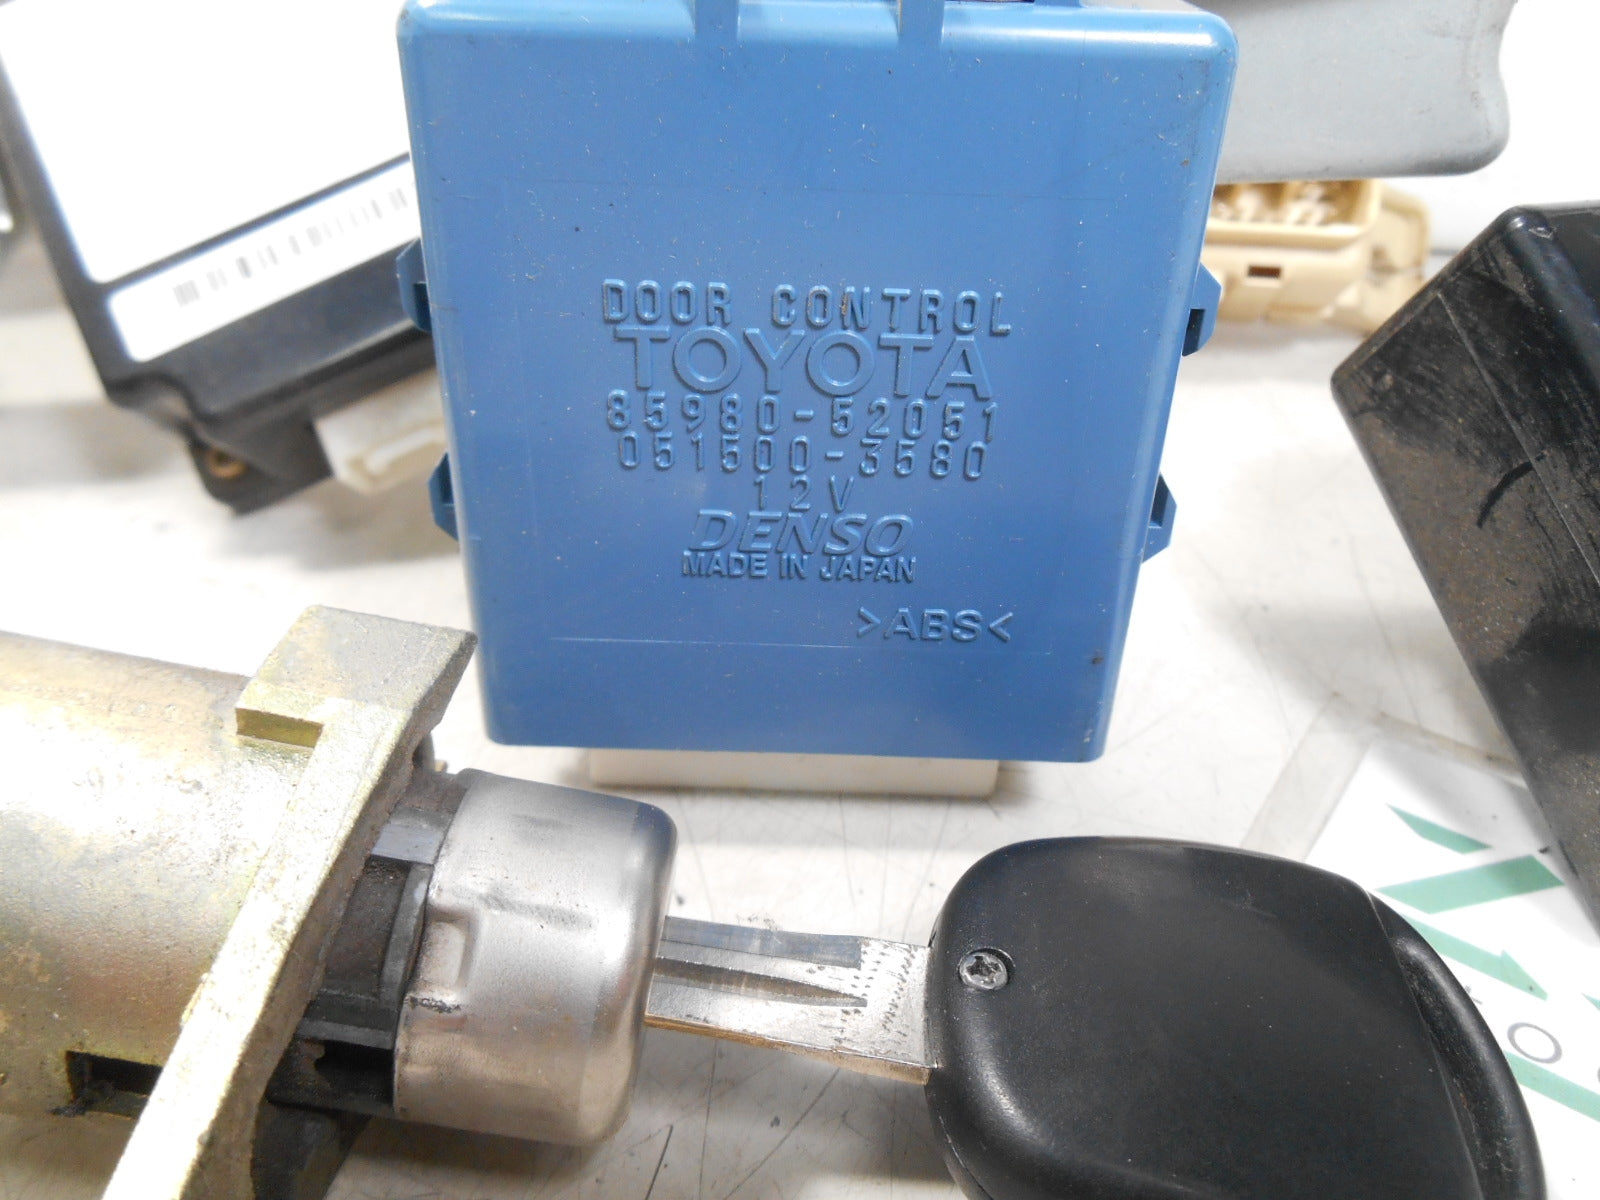 DOOR CONTROL
TOYOTA
85980-52051
051500-3580
12V
DENSO
MADE IN JAPAN
>ABS<